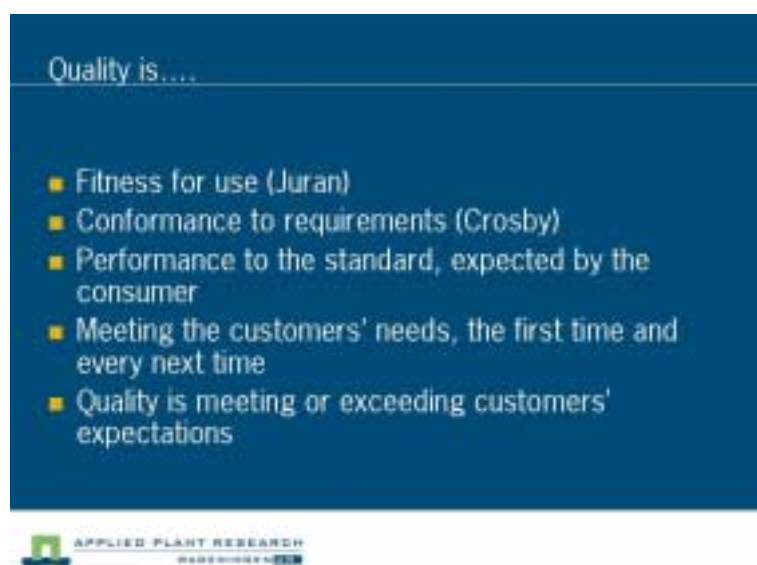 Quality is....
Fitness for use (Juran)
Conformance to requirements (Crosby)
Performance to the standard, expected by the
consumer
Meeting the customers' needs, the first time and
every next time
Quality is meeting or exceeding customers'
expectations
APPLIED PLANT RESEARCH
WAGENINGEN UR